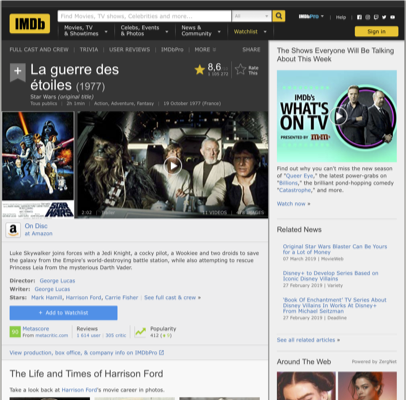 IMDb
Find Movies, TV shows, Celebrities and more...
All
IMDbPro
Help
Movies, TV
& Showtimes
Celebs, Events
& Photos
News &
Community
Watchlist
Sign in
FULL CAST AND CREW | TRIVIA | USER REVIEWS | IMDbPro | MORE
SHARE
La guerre des
étoiles (1977)
Star Wars (original title)
Tous publics | 2h 1min | Action, Adventure, Fantasy | 19 October 1977 (France)
8,6
Rate
This
STAR
WARS
2:02
11 VIDEOS
On Disc
at Amazon
Luke Skywalker joins forces with a Jedi Knight, a cocky pilot, a Wookiee and two droids to save
the galaxy from the Empire's world-destroying battle station, while also attempting to rescue
Princess Leia from the mysterious Darth Vader.
Director: George Lucas
Writer: George Lucas
Stars: Mark Hamill, Harrison Ford, Carrie Fisher | See full cast & crew »
+ Add to Watchlist
Metascore
From metacritic.com
Reviews
1 614 user | 305 critic
Popularity
412
View production, box office, & company info on IMDbPro
The Life and Times of Harrison Ford
Take a look back at Harrison Ford's movie career in photos.
The Shows Everyone Will Be Talking
About This Week
IMDb's
WHAT'S
ON TV
PRESENTED BY
Find out why you can't miss the new season
of "Queer Eye," the latest power-grabs on
"Billions," the brilliant pond-hopping comedy
"Catastrophe," and more.
Watch now »
Related News
Original Star Wars Blaster Can Be Yours
for a Lot of Money
07 March 2019 | MovieWeb
Disney+ to Develop Series Based on
Iconic Disney Villains
27 February 2019 | Variety
'Book Of Enchantment' TV Series About
Disney Villains In Works At Disney+
From Michael Seitzman
27 February 2019 | Deadline
See all related articles »
Around The Web
Powered by ZergNet